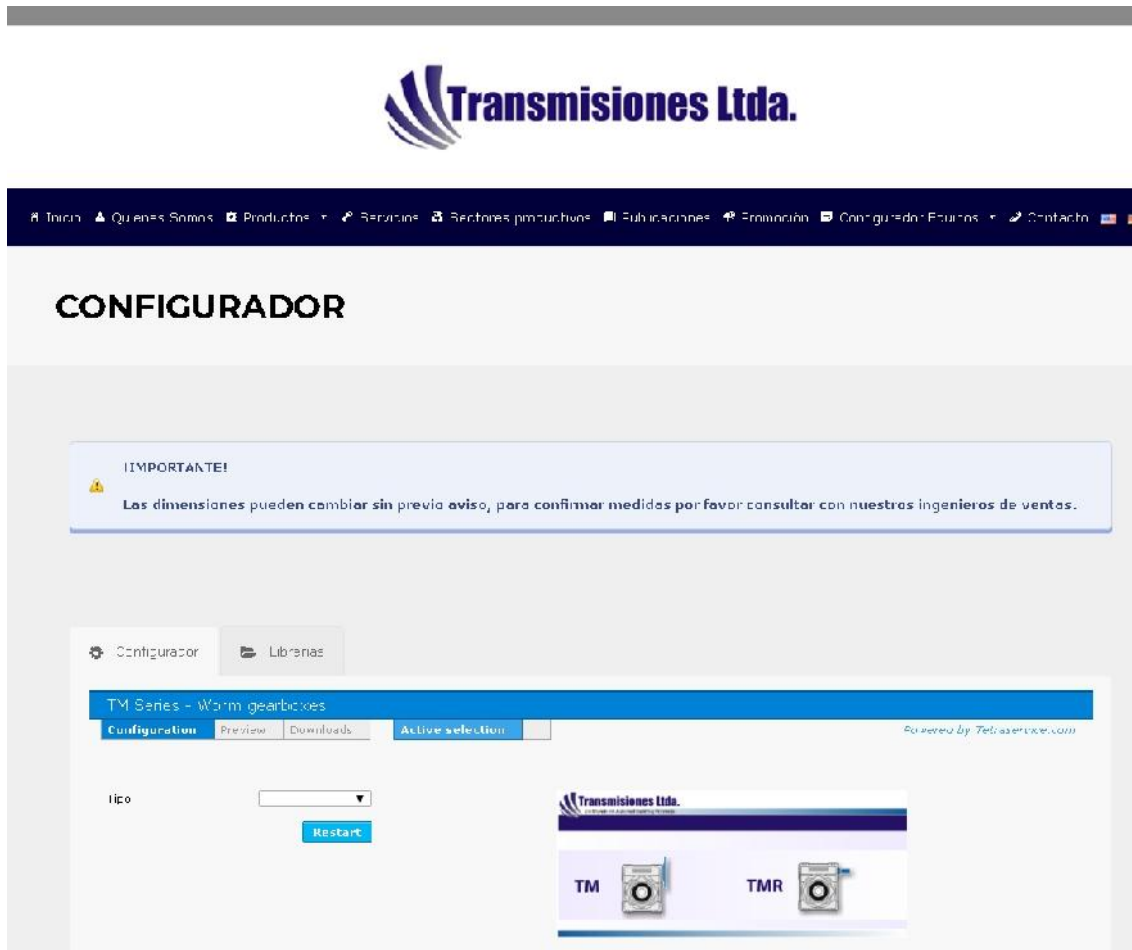 Transmisiones Ltda.
Inicio Quienes Somos Productos Servicios Sectores productivos Publicaciones Promoción Configurador Equipos Contacto
CONFIGURADOR
!IMPORTANTE!
Las dimensiones pueden cambiar sin previo aviso, para confirmar medidas por favor consultar con nuestros ingenieros de ventas.
Configurador Librerias
TM Series - Worm gearboxes
Configuration Preview Downloads Active selection Powered by Tetraservice.com
Tipo
Restart
Transmisiones Ltda.
TM TMR